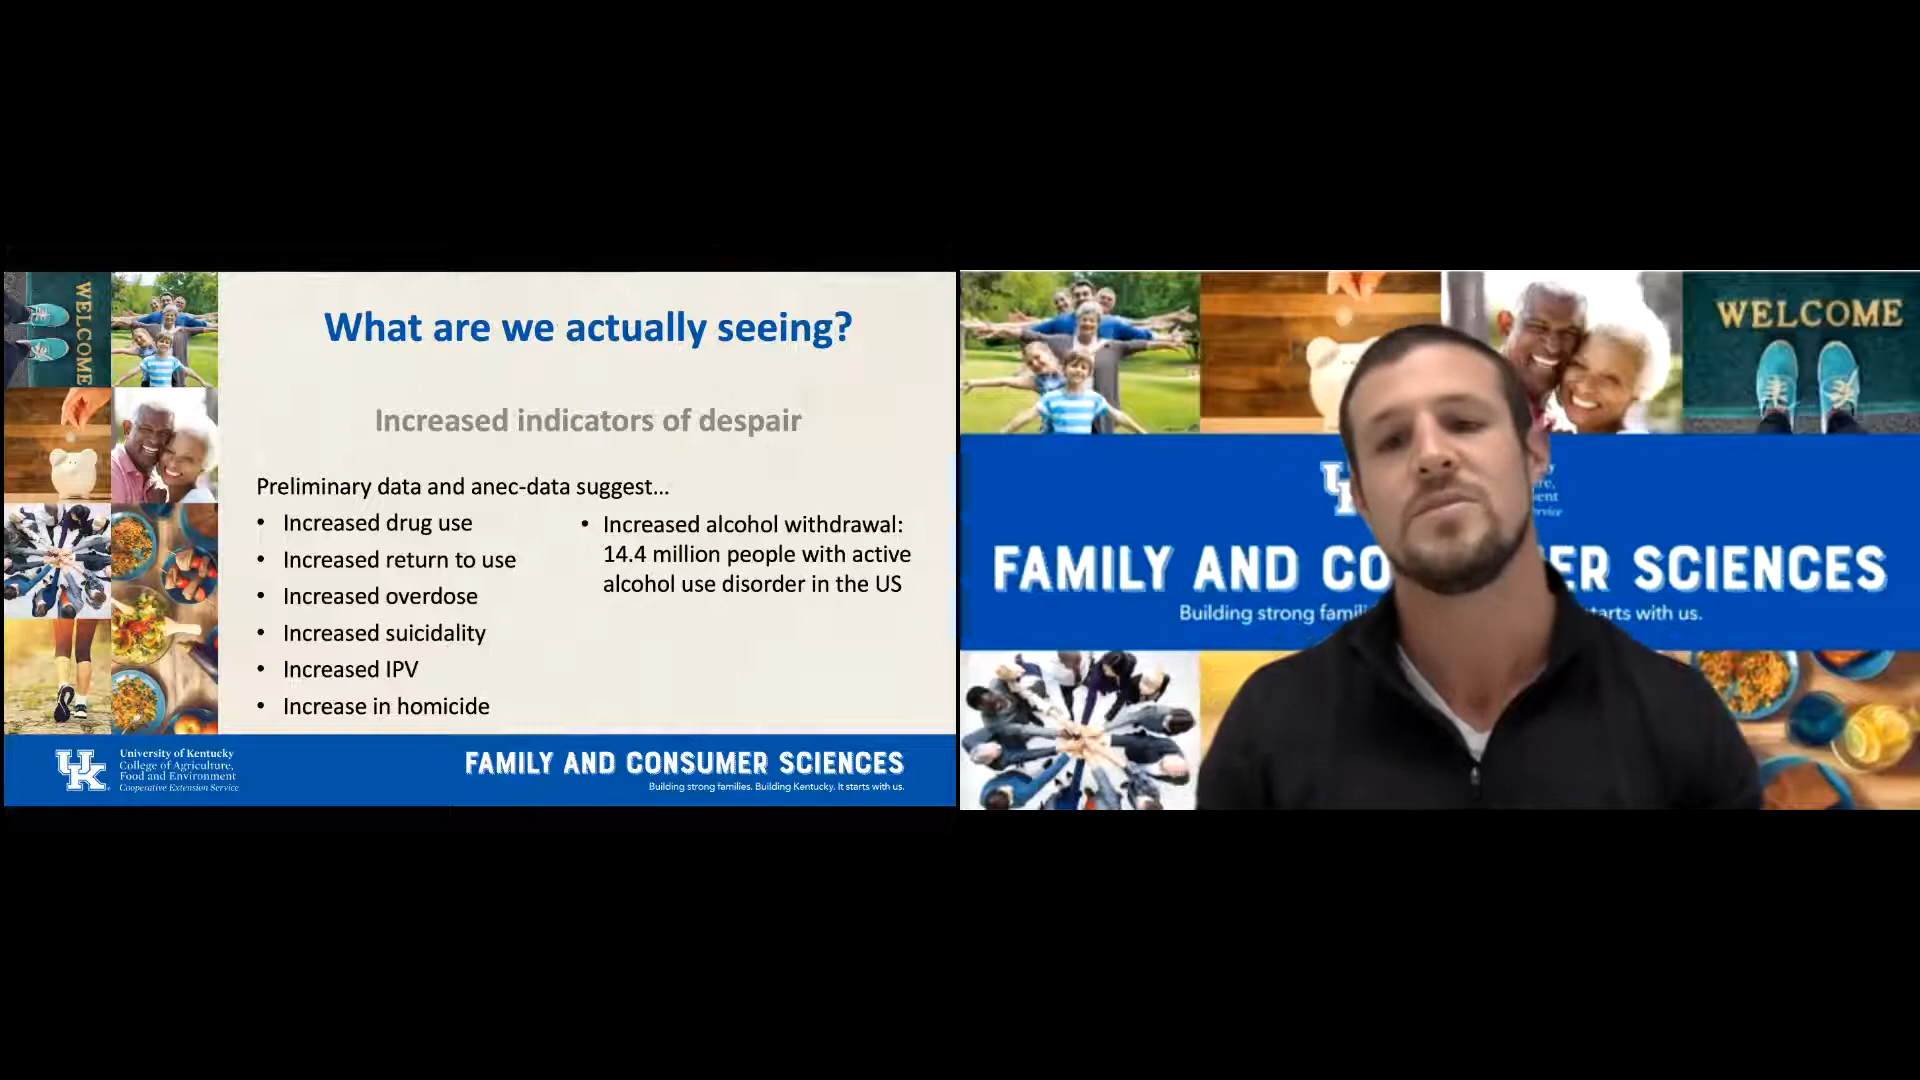 WELCOME
What are we actually seeing?
Increased indicators of despair
Preliminary data and anec-data suggest...
• Increased drug use
• Increased return to use
• Increased overdose
• Increased suicidality
• Increased IPV
• Increase in homicide
• Increased alcohol withdrawal:
14.4 million people with active
alcohol use disorder in the US
UK
University of Kentucky
College of Agriculture,
Food and Environment
Cooperative Extension Service
FAMILY AND CONSUMER SCIENCES
Building strong families. Building Kentucky. It starts with us.
WELCOME
FAMILY AND CO ER SCIENCES
Building strong famili arts with us.